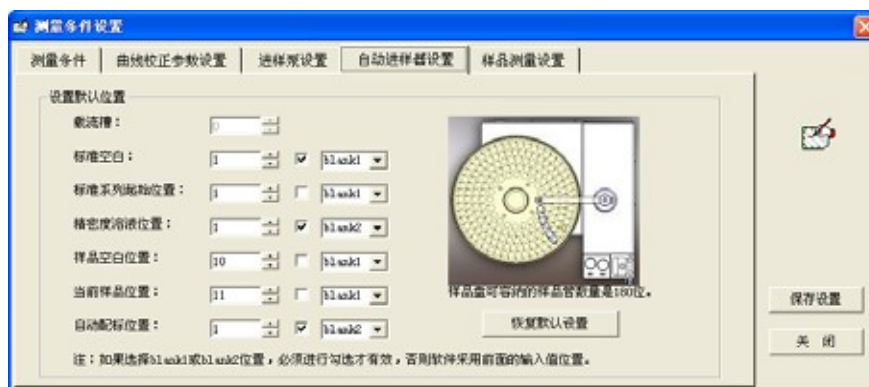 测量条件设置
测量条件 曲线校正参数设置 进样泵设置 自动进样器设置 样品测量设置
设置默认位置
载流槽： 0
标准空白： 1 blank1
标准系列起始位置： 1 blank1
精密度溶液位置： 1 blank2
样品空白位置： 10 blank1
当前样品位置： 11 blank1
自动配标位置： 1 blank2
样品盘可容纳的样品管数量是160位。
恢复默认设置
保存设置
关 闭
注：如果选择blank1或blank2位置，必须进行勾选才有效，否则软件采用前面的输入值位置。